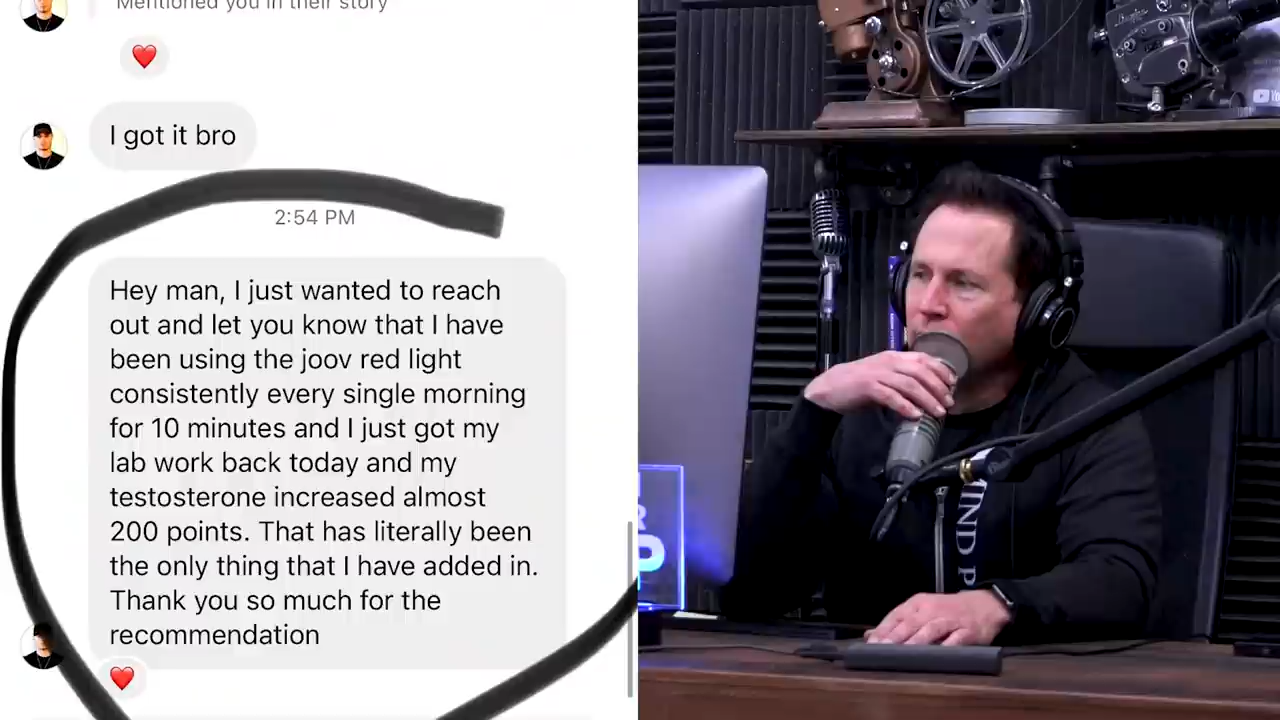 Mentioned you in their story
I got it bro
2:54 PM
Hey man, I just wanted to reach
out and let you know that I have
been using the joov red light
consistently every single morning
for 10 minutes and I just got my
lab work back today and my
testosterone increased almost
200 points. That has literally been
the only thing that I have added in.
Thank you so much for the
recommendation
MIND P